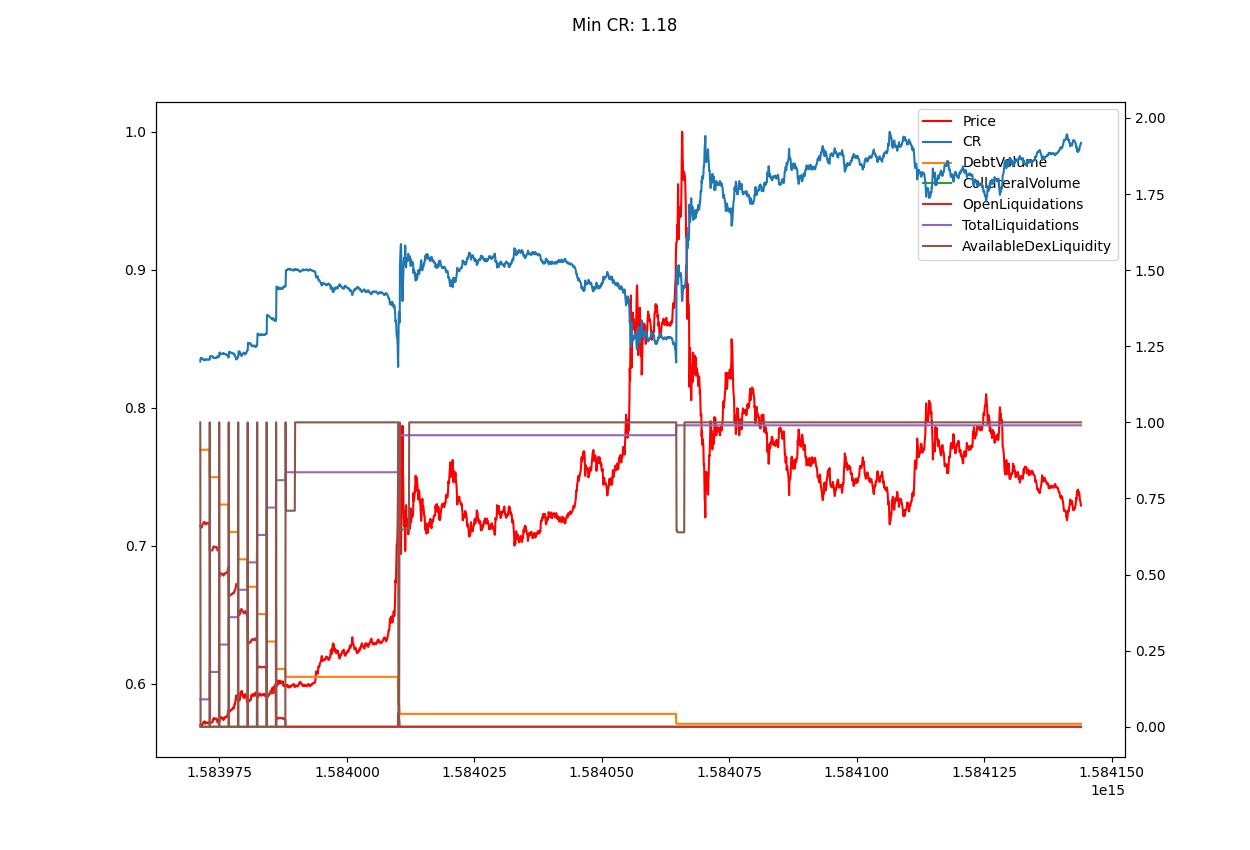 Min CR: 1.18
1.0
0.9
0.8
0.7
0.6
2.00
1.75
1.50
1.25
1.00
0.75
0.50
0.25
0.00
Price
CR
DebtVolume
CollateralVolume
OpenLiquidations
TotalLiquidations
AvailableDexLiquidity
1.583975 1.584000 1.584025 1.584050 1.584075 1.584100 1.584125 1.584150
1e15